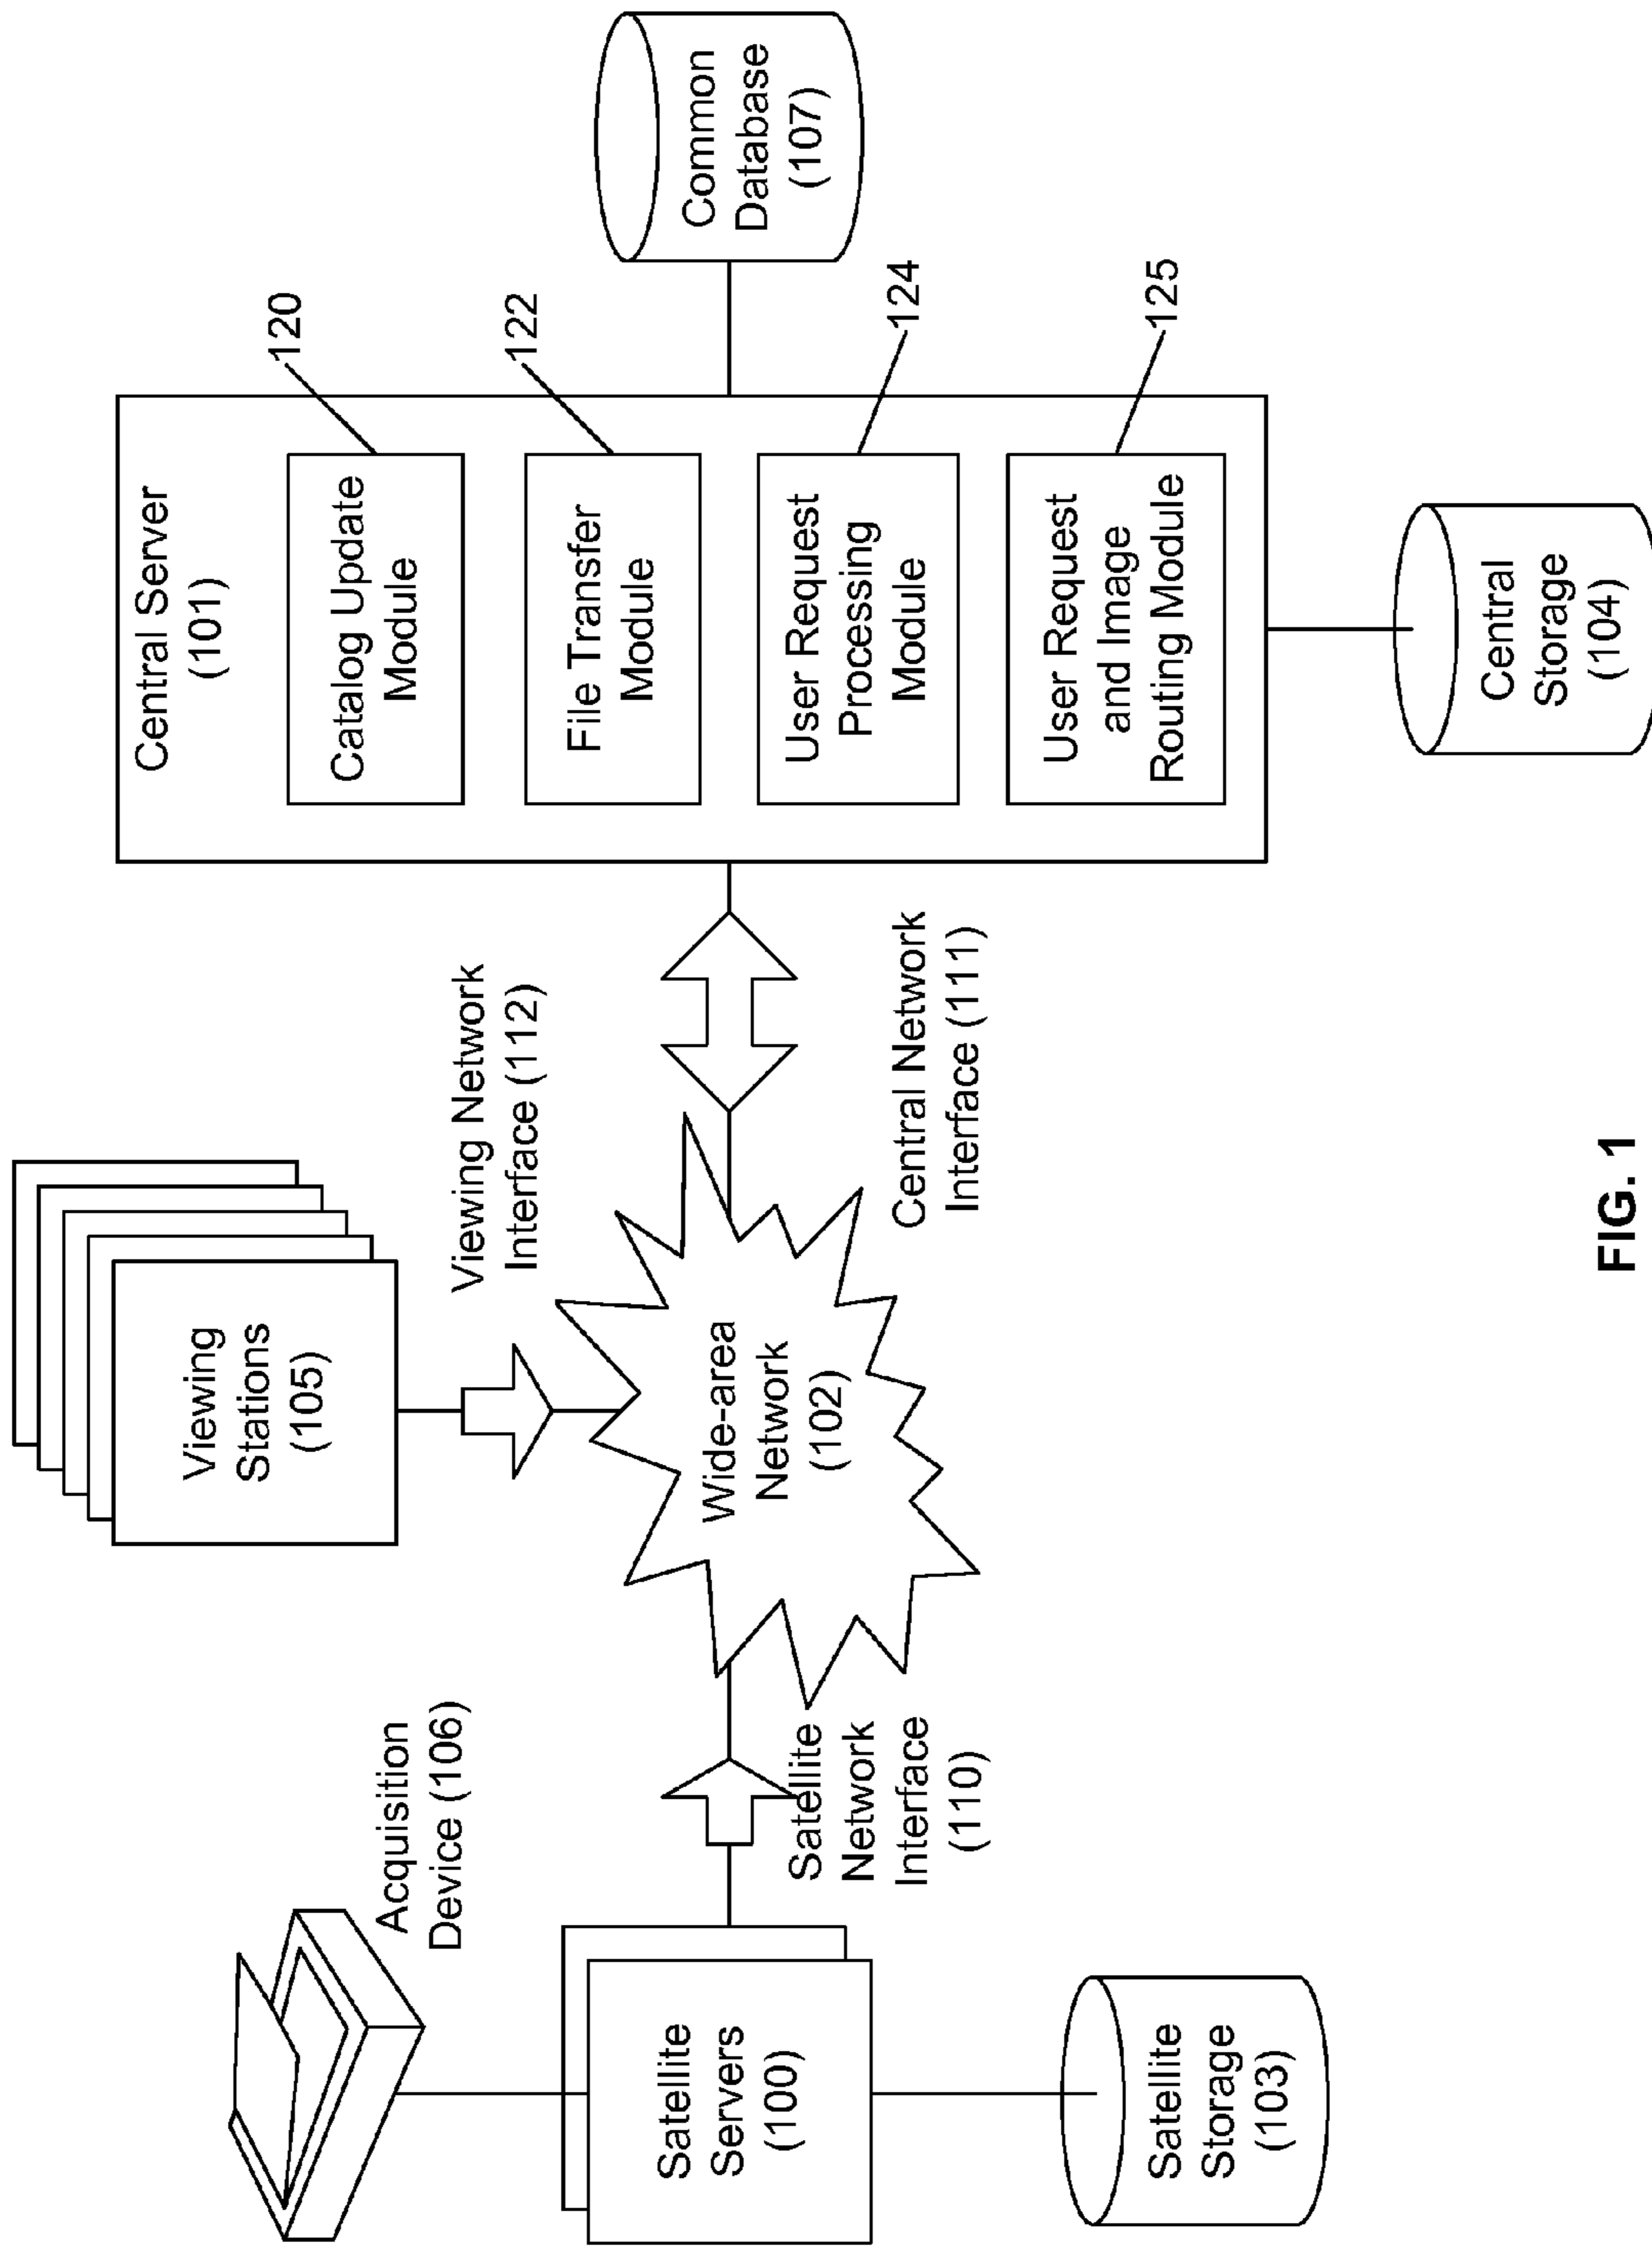 Acquisition
Device (106)
Satellite
Servers
(100)
Satellite
Storage
(103)
Satellite
Network
Interface
(110)
Viewing
Stations
(105)
Viewing Network
Interface (112)
Wide-area
Network
(102)
Central Network
Interface (111)
Central Server
(101)
Catalog Update
Module
120
File Transfer
Module
122
User Request
Processing
Module
124
User Request
and Image
Routing Module
125
Common
Database
(107)
Central
Storage
(104)
FIG. 1